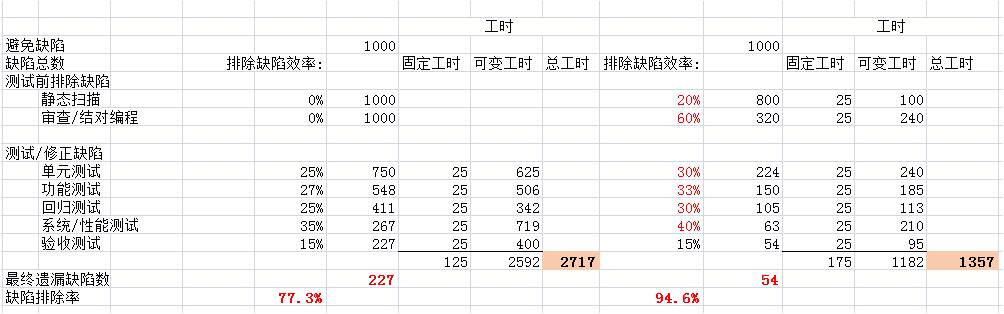 工时 工时
避免缺陷 1000 1000
缺陷总数 排除缺陷效率: 固定工时 可变工时 总工时 排除缺陷效率: 固定工时 可变工时 总工时
测试前排除缺陷
静态扫描 0% 1000 20% 800 25 100
审查/结对编程 0% 1000 60% 320 25 240
测试/修正缺陷
单元测试 25% 750 25 625 30% 224 25 240
功能测试 27% 548 25 506 33% 150 25 185
回归测试 25% 411 25 342 30% 105 25 113
系统/性能测试 35% 267 25 719 40% 63 25 210
验收测试 15% 227 25 400 15% 54 25 95
125 2592 2717 175 1182 1357
最终遗漏缺陷数 227 54
缺陷排除率 77.3% 94.6%